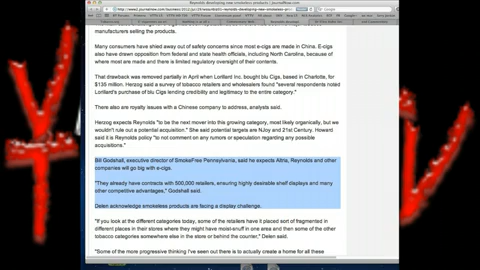 Reynolds developing new smokeless products | JournalNow.com
manufacturers selling the products.
Many consumers have shied away out of safety concerns since most e-cigs are made in China. E-cigs
also have drawn opposition from federal and state health officials, including North Carolina, because of
where most are made and there is limited regulatory oversight of their contents.
That drawback was removed partially in April when Lorillard Inc. bought blu Cigs, based in Charlotte, for
$135 million. Herzog said a survey of tobacco retailers and wholesalers found "several respondents noted
Lorillard's purchase of blu Cigs lending credibility and legitimacy to the entire category."
There also are royalty issues with a Chinese company to address, analysts said.
Herzog expects Reynolds "to be the next mover into this growing category, most likely organically, but we
wouldn't rule out a potential acquisition." She said potential targets are NJoy and 21st Century. Howard
said it is Reynolds policy "to not comment on any rumors or speculation regarding any possible
acquisitions."
Bill Godshall, executive director of SmokeFree Pennsylvania, said he expects Altria, Reynolds and other
companies will go big with e-cigs.
"They already have contracts with 500,000 retailers, ensuring highly desirable shelf displays and many
other competitive advantages," Godshall said.
Delen acknowledge smokeless products are facing a display challenge.
"If you look at the different categories today, some of the retailers have it placed sort of fragmented in
different places in their stores where they might have moist-snuff in one area and then some of the other
tobacco categories somewhere else in the store or behind the counter," Delen said.
"Some of the more progressive thinking I've seen out there is to actually create a home for all these